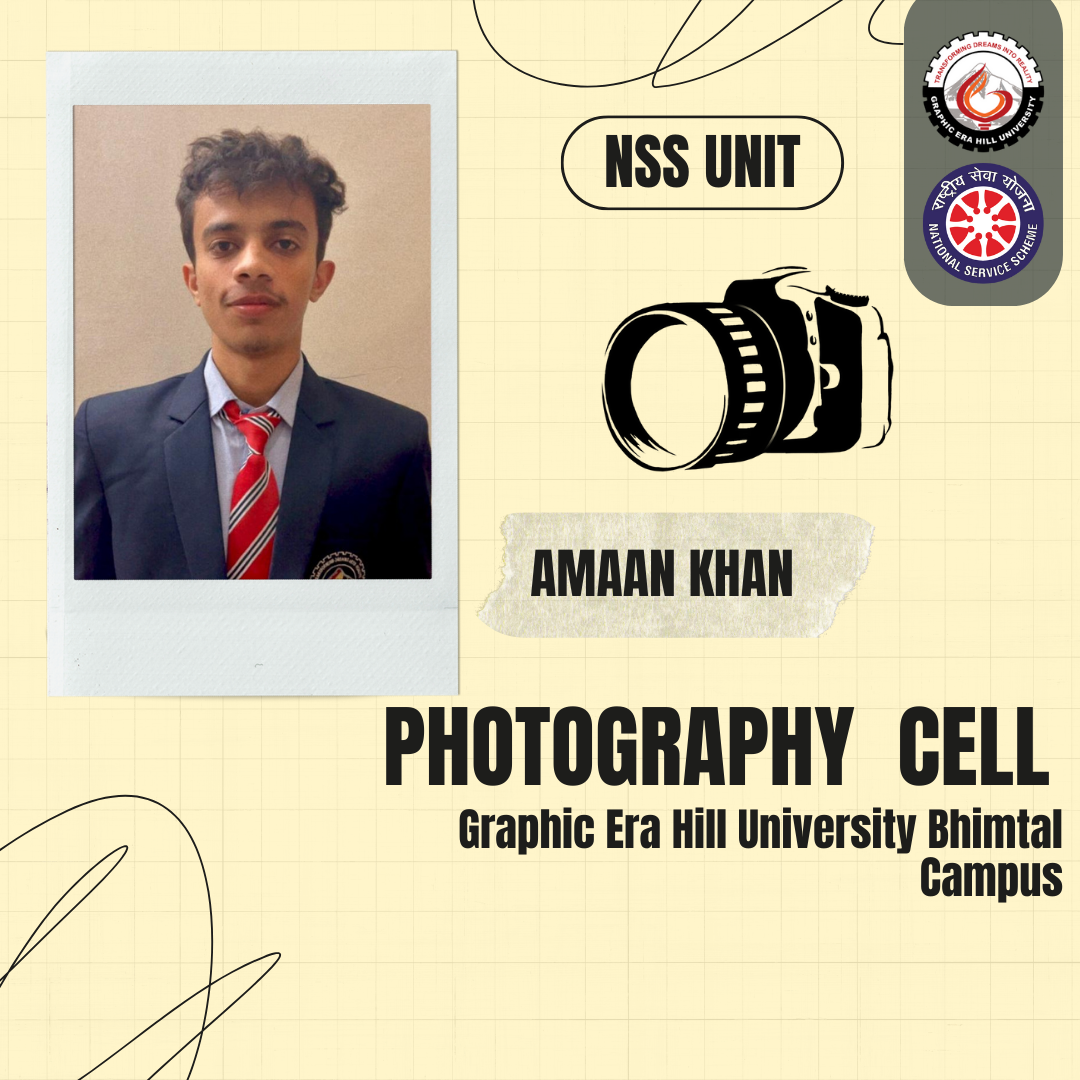 TRANSFORMING DREAMS INTO REALITY
GRAPHIC ERA HILL UNIVERSITY
NSS UNIT
राष्ट्रीय सेवा योजना
NATIONAL SERVICE SCHEME
AMAAN KHAN
PHOTOGRAPHY CELL
Graphic Era Hill University Bhimtal
Campus